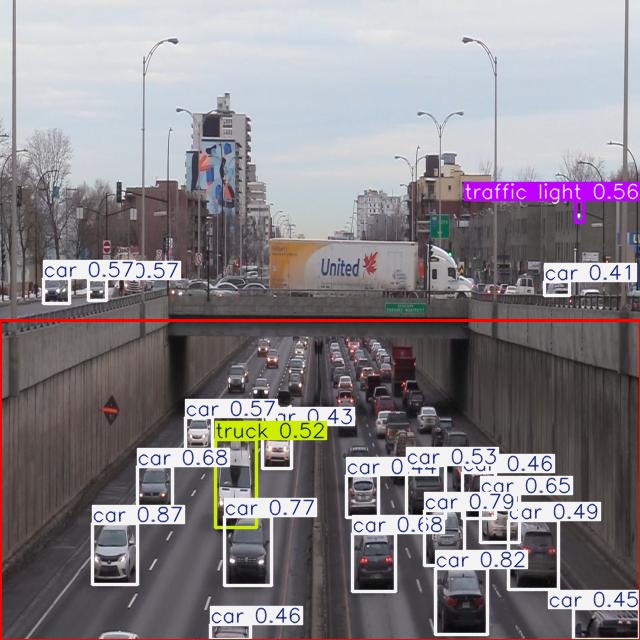 traffic light 0.56
United
car 0.57
0.57
car 0.41
car 0.57
car 0.43
truck 0.52
car 0.68
car 0.44
car 0.53
car 0.46
car 0.65
car 0.79
car 0.49
car 0.77
car 0.87
car 0.68
car 0.82
car 0.45
car 0.46